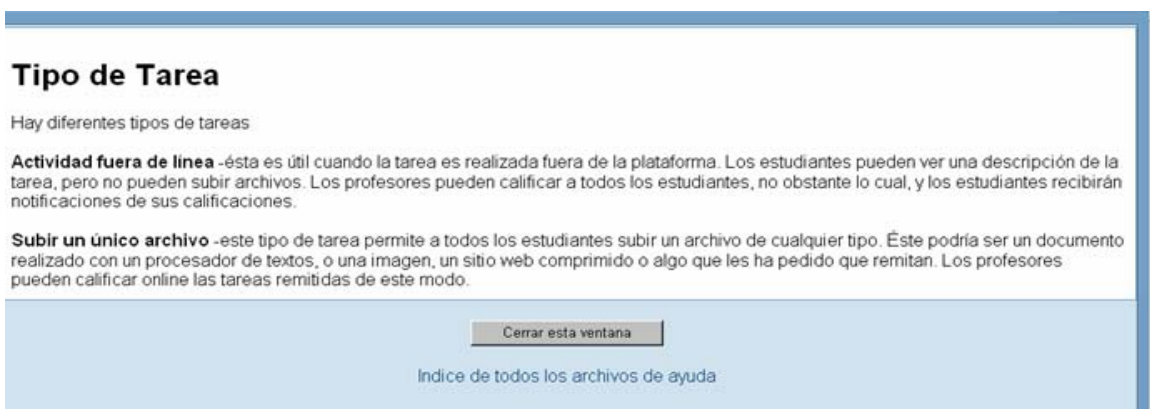 Tipo de Tarea
Hay diferentes tipos de tareas
Actividad fuera de línea -ésta es útil cuando la tarea es realizada fuera de la plataforma. Los estudiantes pueden ver una descripción de la
tarea, pero no pueden subir archivos. Los profesores pueden calificar a todos los estudiantes, no obstante lo cual, y los estudiantes recibirán
notificaciones de sus calificaciones.
Subir un único archivo -este tipo de tarea permite a todos los estudiantes subir un archivo de cualquier tipo. Éste podría ser un documento
realizado con un procesador de textos, o una imagen, un sitio web comprimido o algo que les ha pedido que remitan. Los profesores
pueden calificar online las tareas remitidas de este modo.
Cerrar esta ventana
Indice de todos los archivos de ayuda